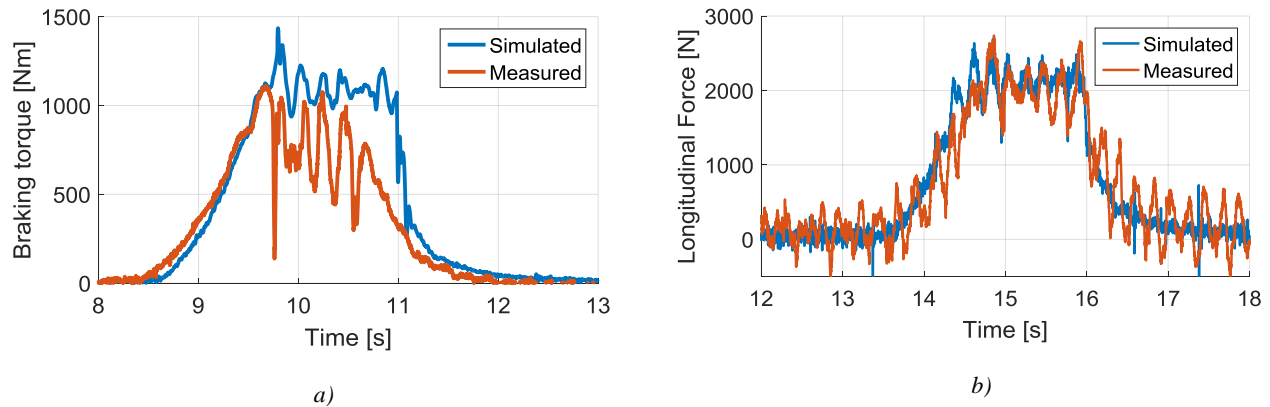 Braking torque [Nm]
1500
1000
500
0
8
9
10
11
12
13
Time [s]
Simulated
Measured
a)
Longitudinal Force [N]
3000
2000
1000
0
12
13
14
15
16
17
18
Time [s]
Simulated
Measured
b)